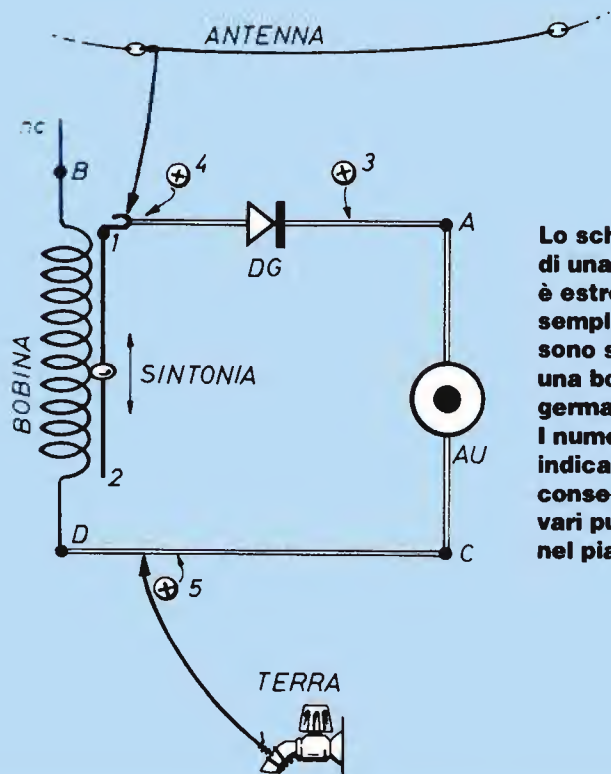 ANTENNA
nc
B
4
3
1
A
DG
BOBINA
SINTONIA
AU
2
D
C
5
TERRA
Lo sch
di una
è estre
sempl
sono s
una bo
germa
I nume
indica
conse
vari pu
nel pia